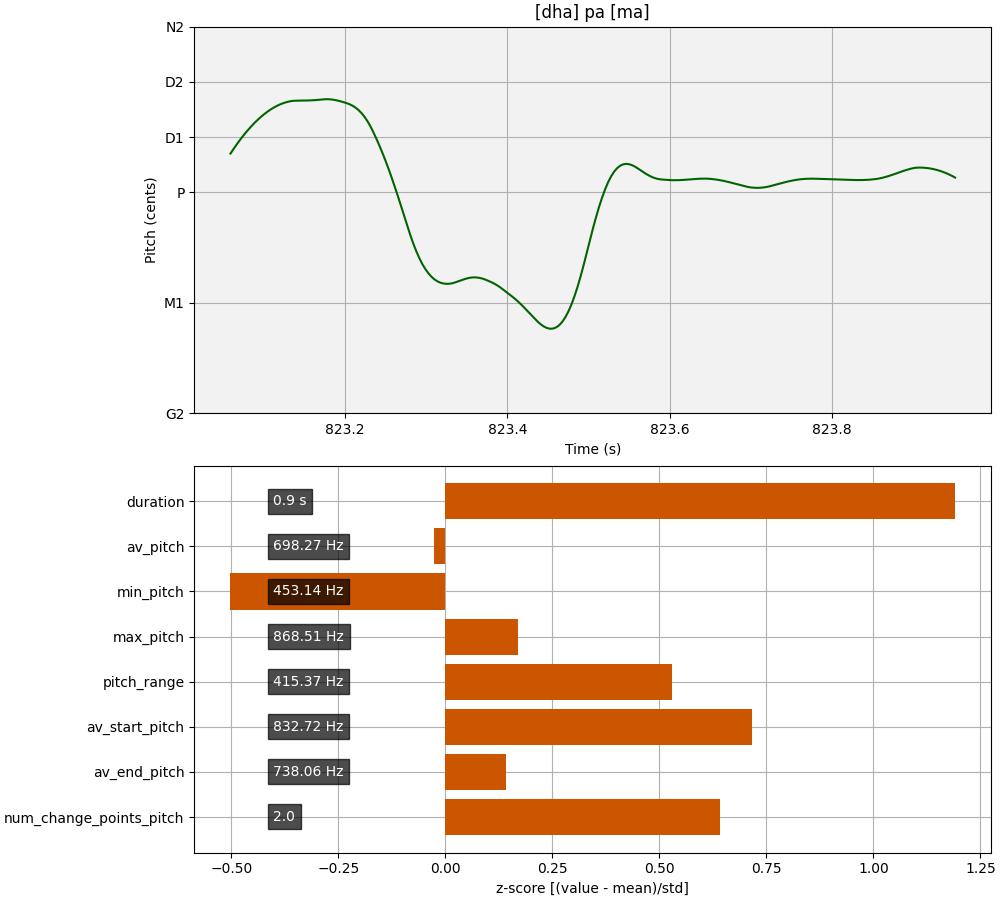 [dha] pa [ma]
N2
D2
D1
P
M1
G2
Pitch (cents)
823.2 823.4 823.6 823.8
Time (s)
duration 0.9 s
av_pitch 698.27 Hz
min_pitch 453.14 Hz
max_pitch 868.51 Hz
pitch_range 415.37 Hz
av_start_pitch 832.72 Hz
av_end_pitch 738.06 Hz
num_change_points_pitch 2.0
−0.50 −0.25 0.00 0.25 0.50 0.75 1.00 1.25
z-score [(value - mean)/std]